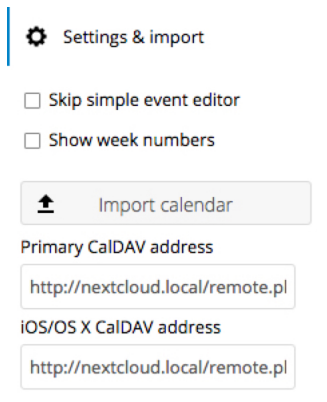 Settings & import
Skip simple event editor
Show week numbers
Import calendar
Primary CalDAV address
http://nextcloud.local/remote.pl
iOS/OS X CalDAV address
http://nextcloud.local/remote.pl